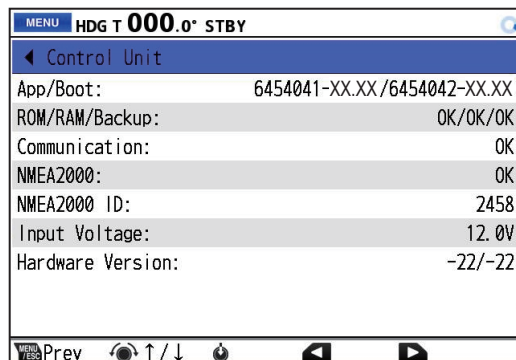 MENU HDG T 000.0° STBY
◀ Control Unit
App/Boot: 6454041-XX.XX/6454042-XX.XX
ROM/RAM/Backup: OK/OK/OK
Communication: OK
NMEA2000: OK
NMEA2000 ID: 2458
Input Voltage: 12.0V
Hardware Version: -22/-22
MENU/ESC Prev ↑/↓ ◀ ▶